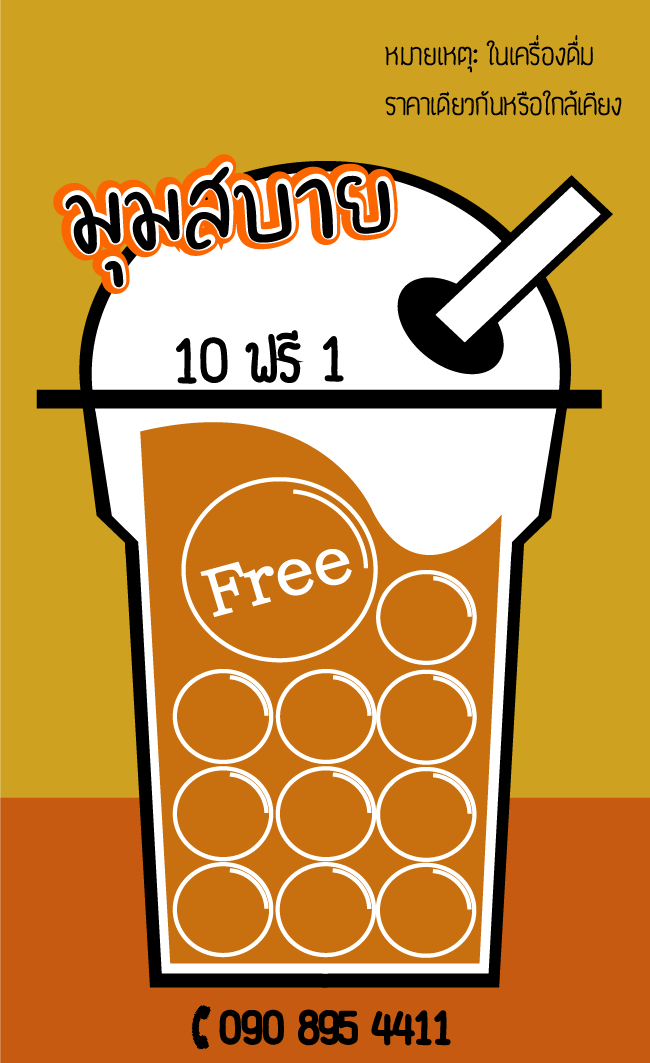 หมายเหตุ: ในเครื่องดื่ม
ราคาเดียวกันหรือใกล้เคียง
มุมสบาย
10 ฟรี 1
Free
090 895 4411